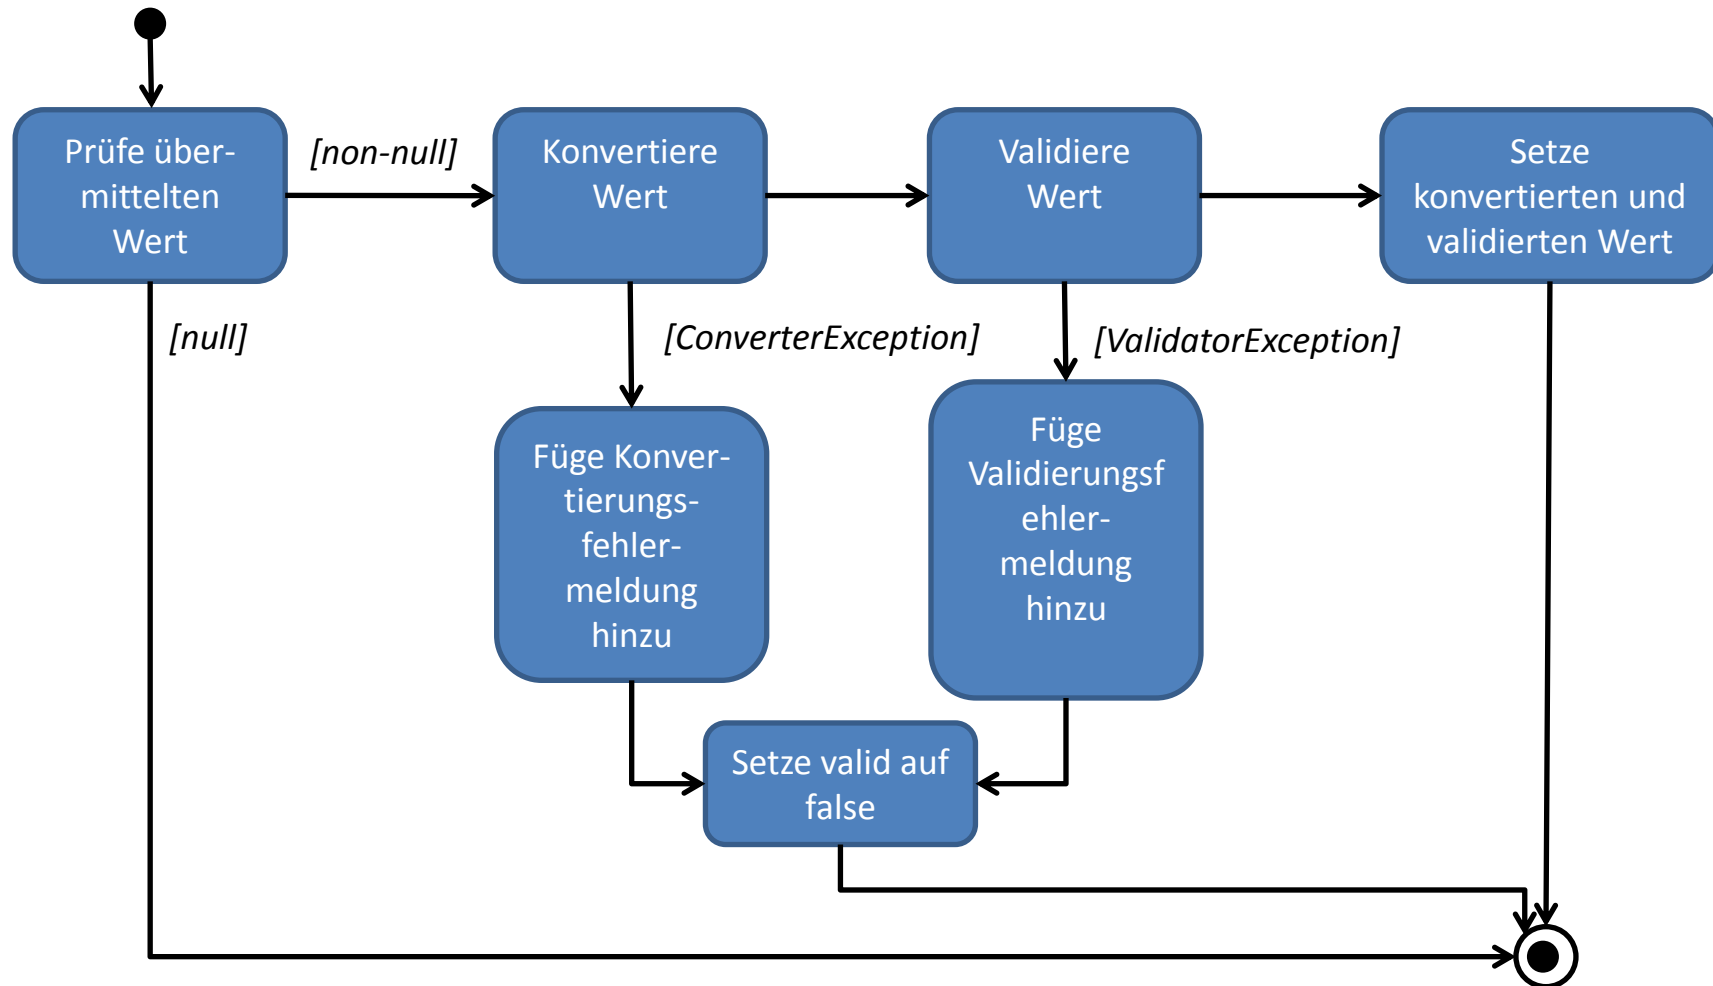 Prüfe über-
mittelten
Wert
[non-null]
Konvertiere
Wert
Validiere
Wert
Setze
konvertierten und
validierten Wert
[null]
[ConverterException]
[ValidatorException]
Füge Konver-
tierungs-
fehler-
meldung
hinzu
Füge
Validierungsf
ehler-
meldung
hinzu
Setze valid auf
false